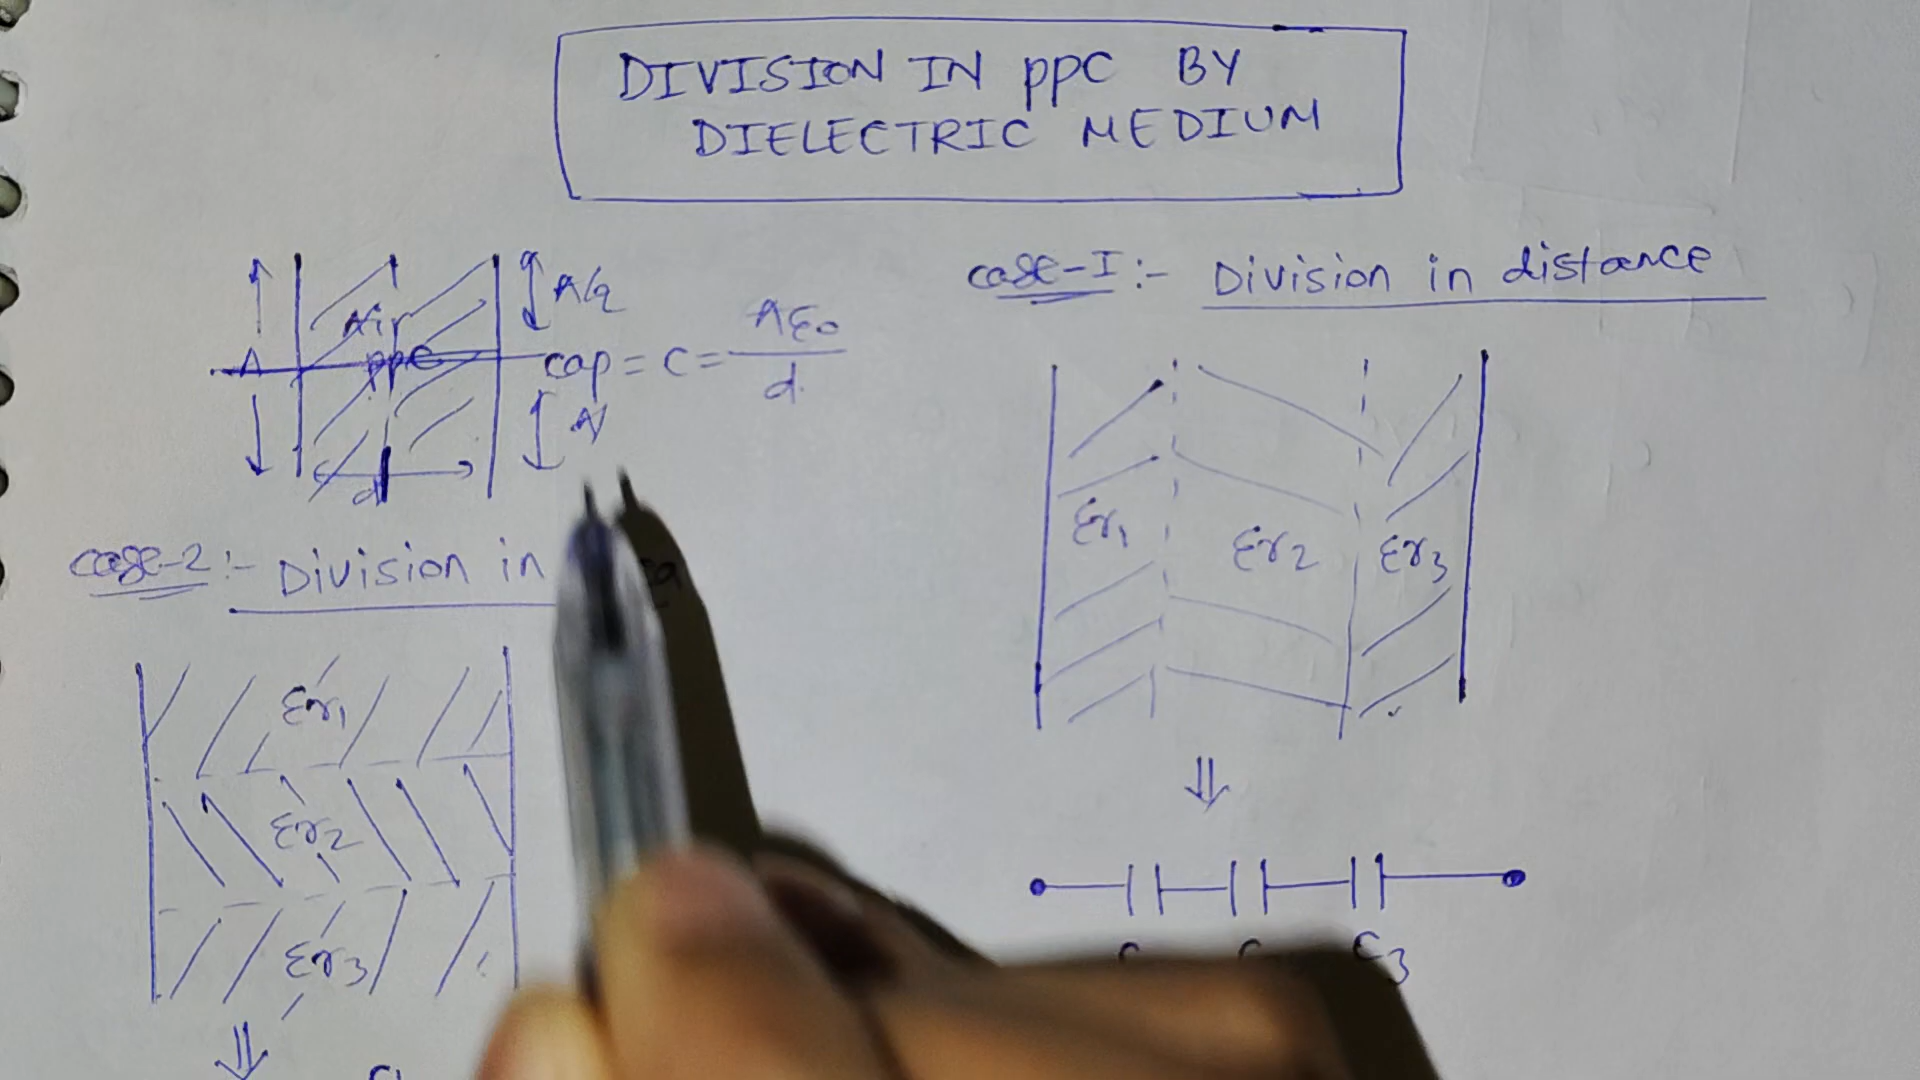 DIVISION IN ppc BY
DIELECTRIC MEDIUM
A
Air
ppc
d
A/2
cap = C = Aε₀/d
A/
case-I :- Division in distance
εr₁ εr₂ εr₃
⇓
C₃
case-2 :- Division in
εr₁
εr₂
εr₃
⇓